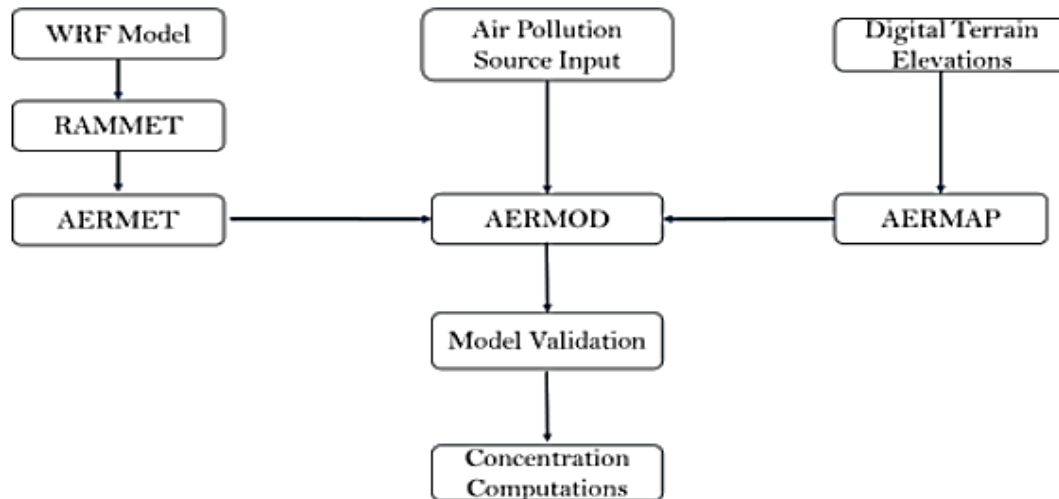 WRF Model
Air Pollution
Source Input
Digital Terrain
Elevations
RAMMET
AERMET
AERMOD
AERMAP
Model Validation
Concentration
Computations